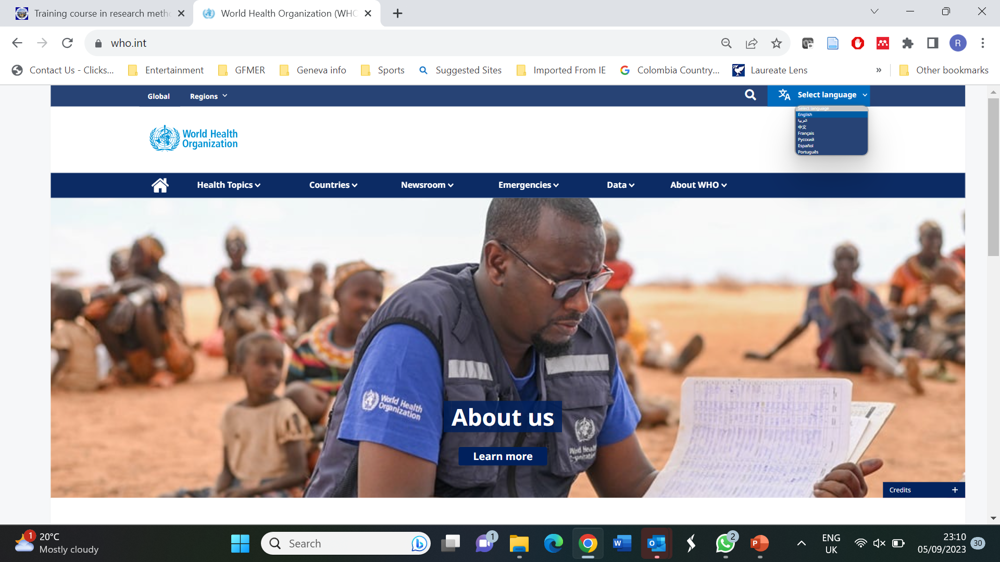 Training course in research meth
World Health Organization (WHO
who.int
R
Contact Us - Clicks...
Entertainment
GFMER
Geneva info
Sports
Suggested Sites
Imported From IE
Colombia Country...
Laureate Lens
»
Other bookmarks
Global
Regions
Select language
Select language
English
العربية
中文
Français
Русский
Español
Português
World Health
Organization
Health Topics
Countries
Newsroom
Emergencies
Data
About WHO
World Health
Organization
About us
World Health
Organization
Learn more
Credits +
1
20°C
Mostly cloudy
Search
1
2
ENG
UK
23:10
05/09/2023
30